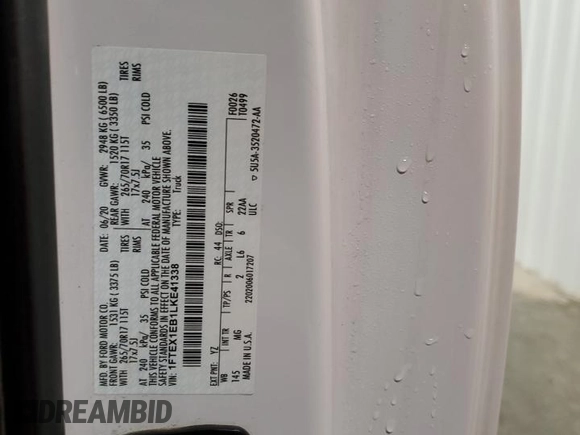 MFD. BY FORD MOTOR CO.
DATE: 06/20 GVWR: 2948 KG ( 6500 LB)
FRONT GAWR: 1531 KG ( 3375 LB) REAR GAWR: 1520 KG ( 3350 LB)
WITH 265/70R17 115T TIRES WITH 265/70R17 115T TIRES
17x7.5J RIMS 17x7.5J RIMS
AT 240 kPa/ 35 PSI COLD AT 240 kPa/ 35 PSI COLD
THIS VEHICLE CONFORMS TO ALL APPLICABLE FEDERAL MOTOR VEHICLE
SAFETY STANDARDS IN EFFECT ON THE DATE OF MANUFACTURE SHOWN ABOVE.
VIN: 1FTEX1EB1LKE41338
TYPE: Truck
F0026
T0499
EXT PNT: YZ RC: 44 DSO:
WB INT TR TP/PS R AXLE TR SPR
145 MG 2 L6 6 22AA
MADE IN U.S.A. 2202006017207 ULC
5U5A-3520472-AA
IDREAMBID